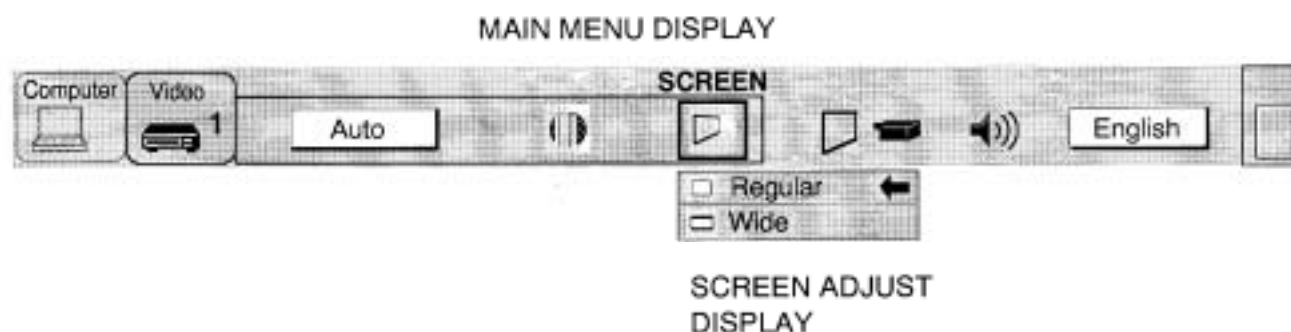 MAIN MENU DISPLAY
SCREEN
Computer
Video
1
Auto
English
Regular
Wide
SCREEN ADJUST
DISPLAY